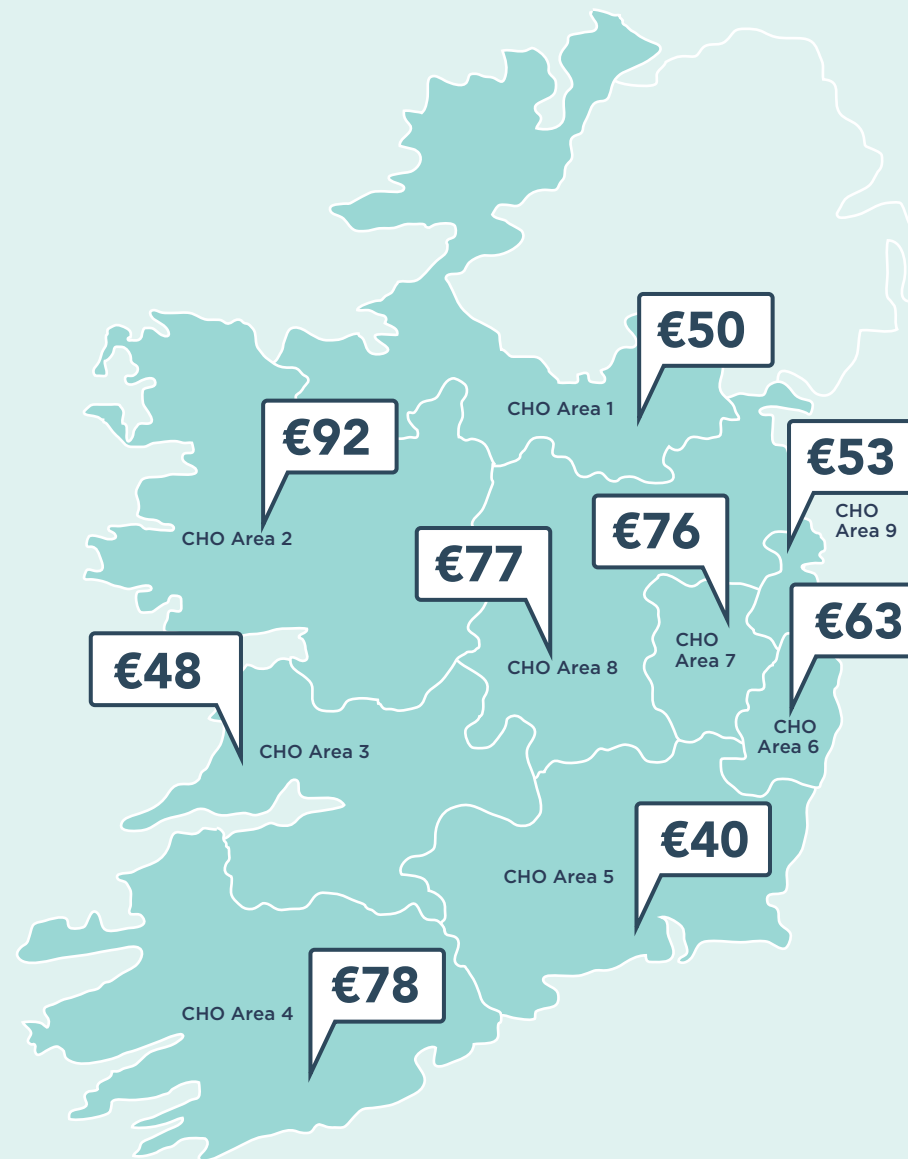 €50
CHO Area 1
€92
CHO Area 2
€53
CHO
Area 9
€76
CHO
Area 7
€77
CHO Area 8
€63
CHO
Area 6
€48
CHO Area 3
€40
CHO Area 5
€78
CHO Area 4